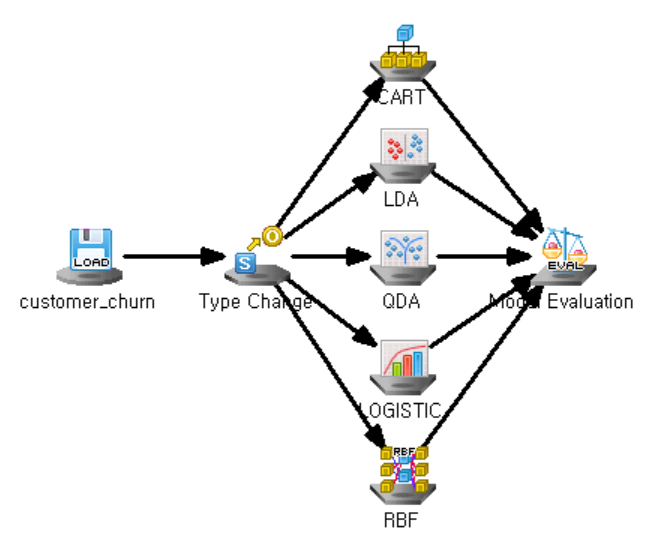 CART
LDA
O
LOAD
customer_churn
S
Type Change
QDA
EVAL
Model Evaluation
LOGISTIC
RBF
RBF